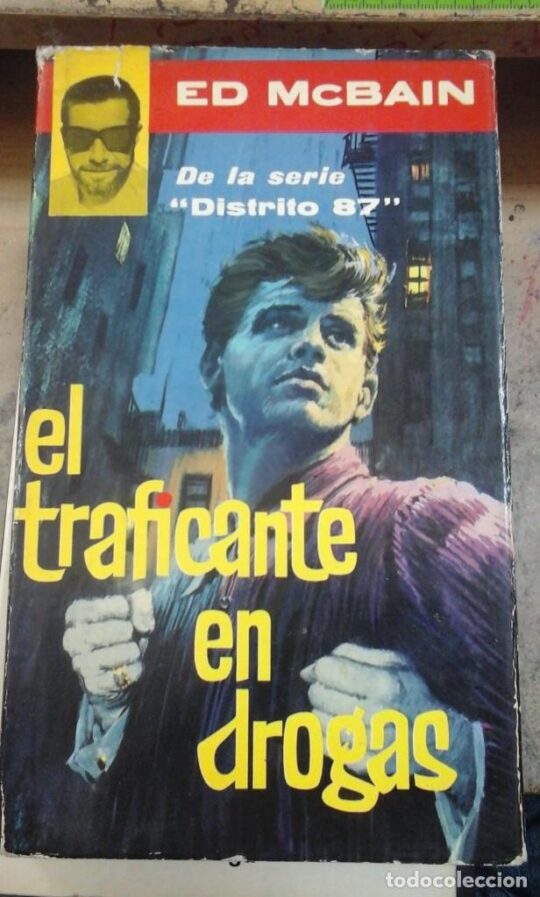 ED McBAIN
De la serie
"Distrito 87"
el
traficante
en
drogas
todocoleccion